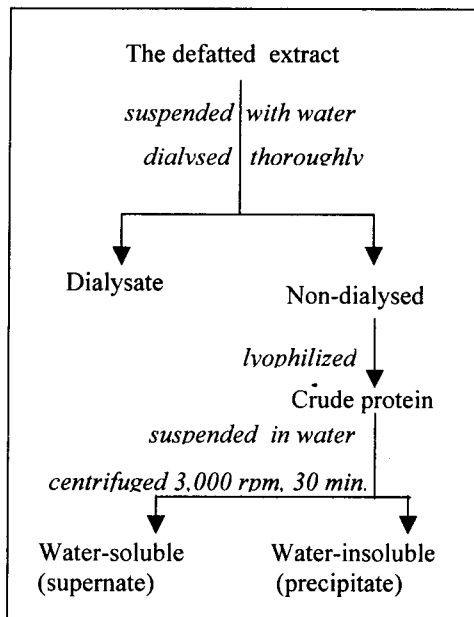 The defatted extract
suspended with water
dialysed thoroughly
Dialysate
Non-dialysed
lyophilized
Crude protein
suspended in water
centrifuged 3,000 rpm, 30 min.
Water-soluble
(supernate)
Water-insoluble
(precipitate)